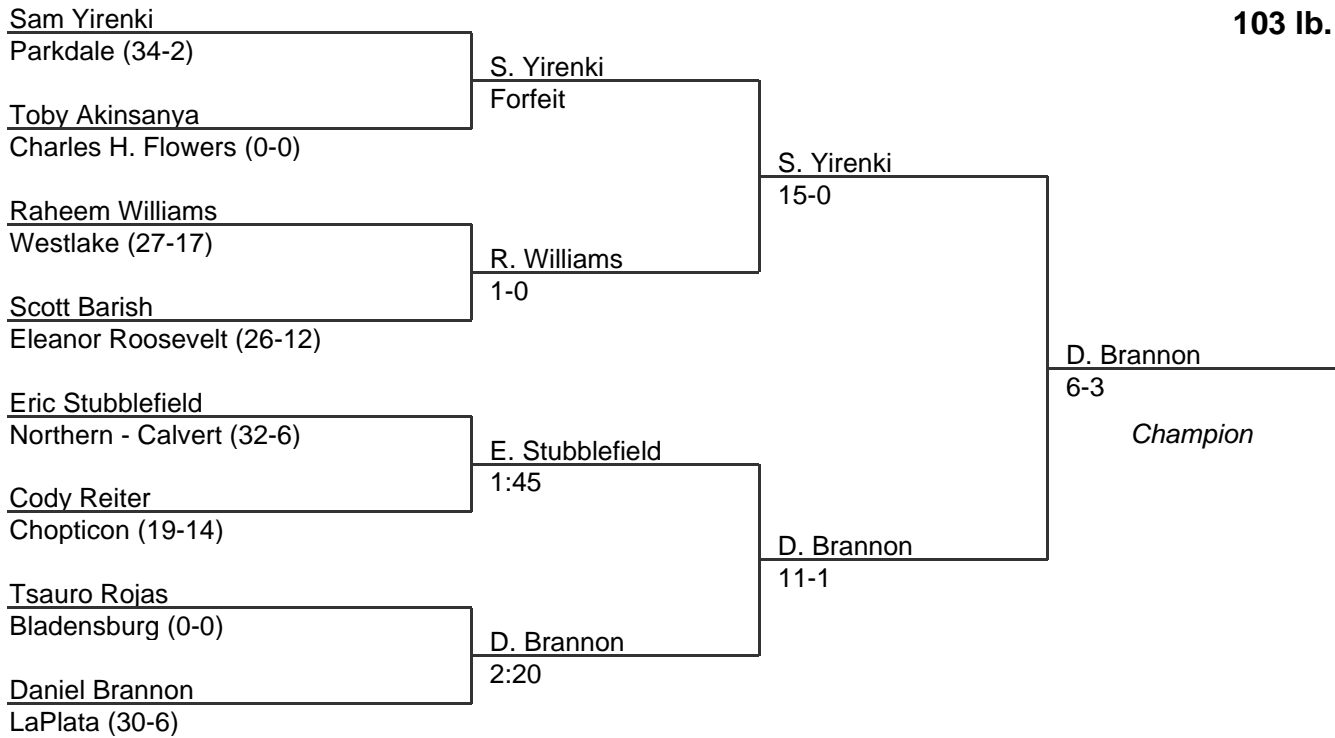 Sam Yirenki
Parkdale (34-2)
Toby Akinsanya
Charles H. Flowers (0-0)
Raheem Williams
Westlake (27-17)
Scott Barish
Eleanor Roosevelt (26-12)
Eric Stubblefield
Northern - Calvert (32-6)
Cody Reiter
Chopticon (19-14)
Tsauro Rojas
Bladensburg (0-0)
Daniel Brannon
LaPlata (30-6)
S. Yirenki
Forfeit
R. Williams
1-0
E. Stubblefield
1:45
D. Brannon
2:20
S. Yirenki
15-0
D. Brannon
11-1
103 lb.
D. Brannon
6-3
Champion